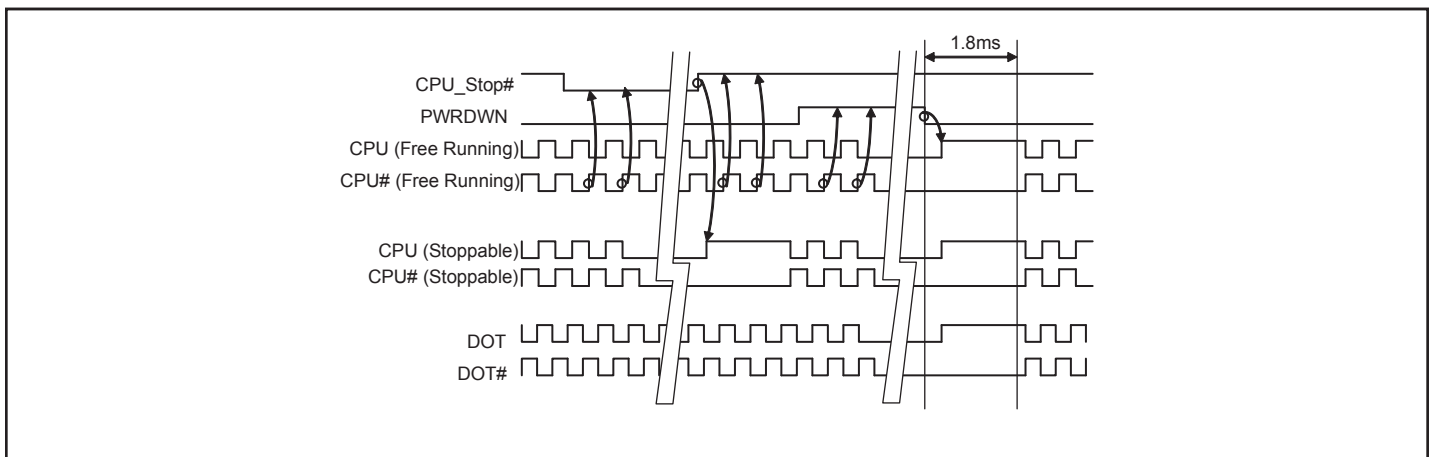 1.8ms
CPU_Stop#
PWRDWN
CPU (Free Running)
CPU# (Free Running)
CPU (Stoppable)
CPU# (Stoppable)
DOT
DOT#